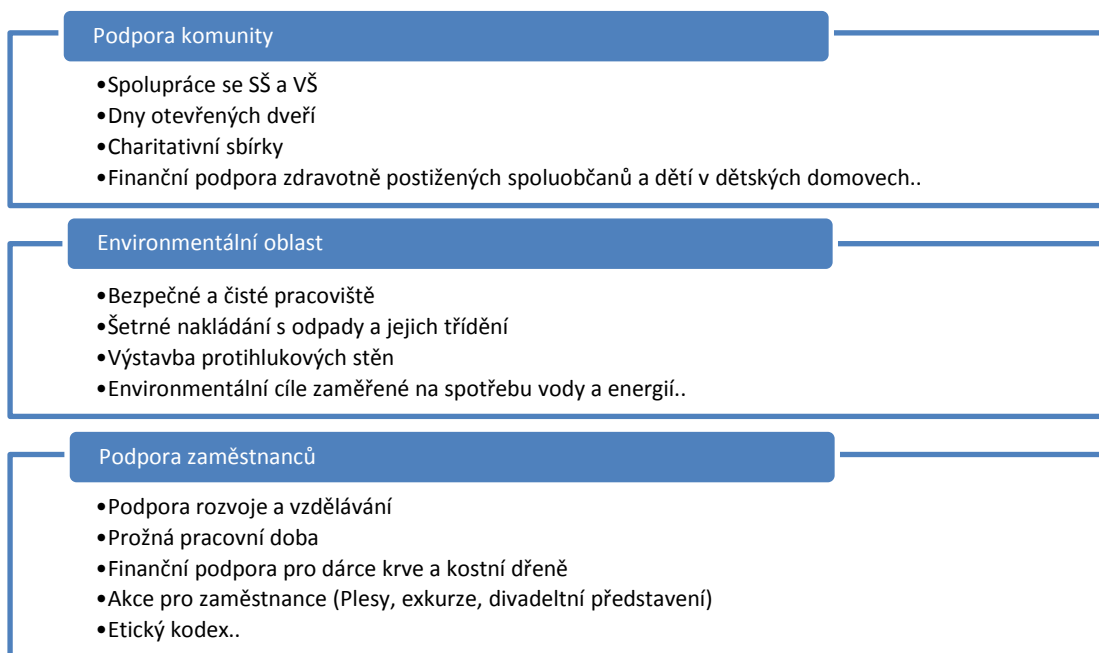 Podpora komunity
•Spolupráce se SŠ a VŠ
•Dny otevřených dveří
•Charitativní sbírky
•Finanční podpora zdravotně postižených spoluobčanů a dětí v dětských domovech..
Environmentální oblast
•Bezpečné a čisté pracoviště
•Šetrné nakládání s odpady a jejich třídění
•Výstavba protihlukových stěn
•Environmentální cíle zaměřené na spotřebu vody a energií..
Podpora zaměstnanců
•Podpora rozvoje a vzdělávání
•Prožná pracovní doba
•Finanční podpora pro dárce krve a kostní dřeně
•Akce pro zaměstnance (Plesy, exkurze, divadeltní představení)
•Etický kodex..